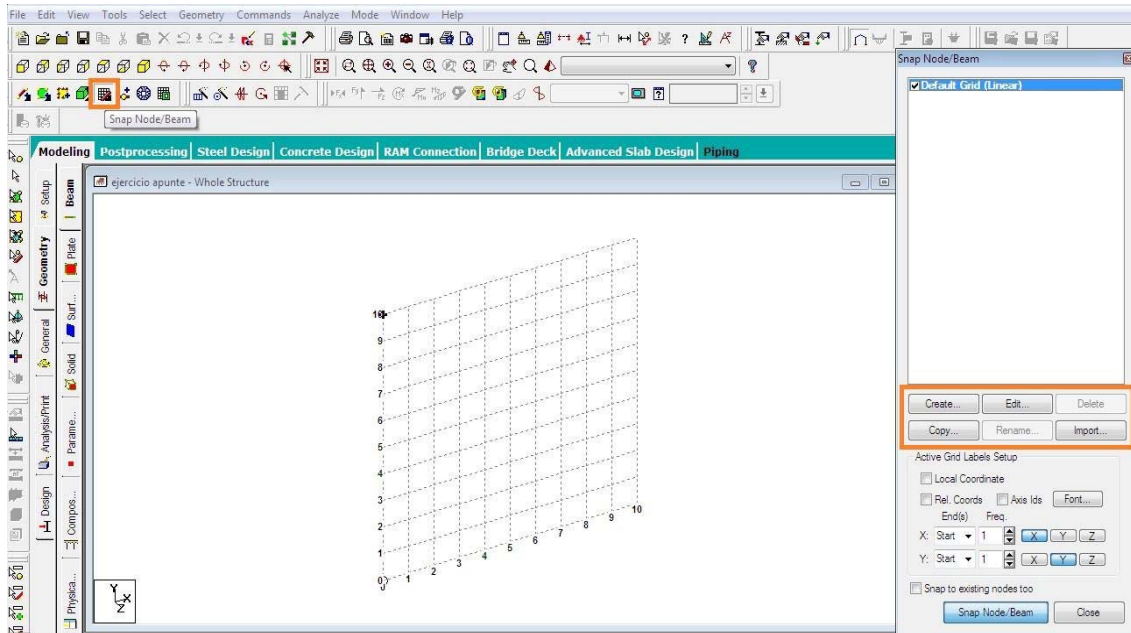 File Edit View Tools Select Geometry Commands Analyze Mode Window Help
Snap Node/Beam
Modeling Postprocessing Steel Design Concrete Design RAM Connection Bridge Deck Advanced Slab Design Piping
ejercicio apunte - Whole Structure
Setup
Geometry
General
Analysis/Print
Design
Beam
Plate
Surf...
Solid
Parame...
Compos...
Physica...
10
9
8
7
6
5
4
3
2
1
0
1 2 3 4 5 6 7 8 9 10
Y
X
Z
Snap Node/Beam
Default Grid (Linear)
Create... Edit... Delete
Copy... Rename... Import...
Active Grid Labels Setup
Local Coordinate
Rel. Coords Axis Ids Font...
End(s) Freq.
X: Start 1 X Y Z
Y: Start 1 X Y Z
Snap to existing nodes too
Snap Node/Beam Close